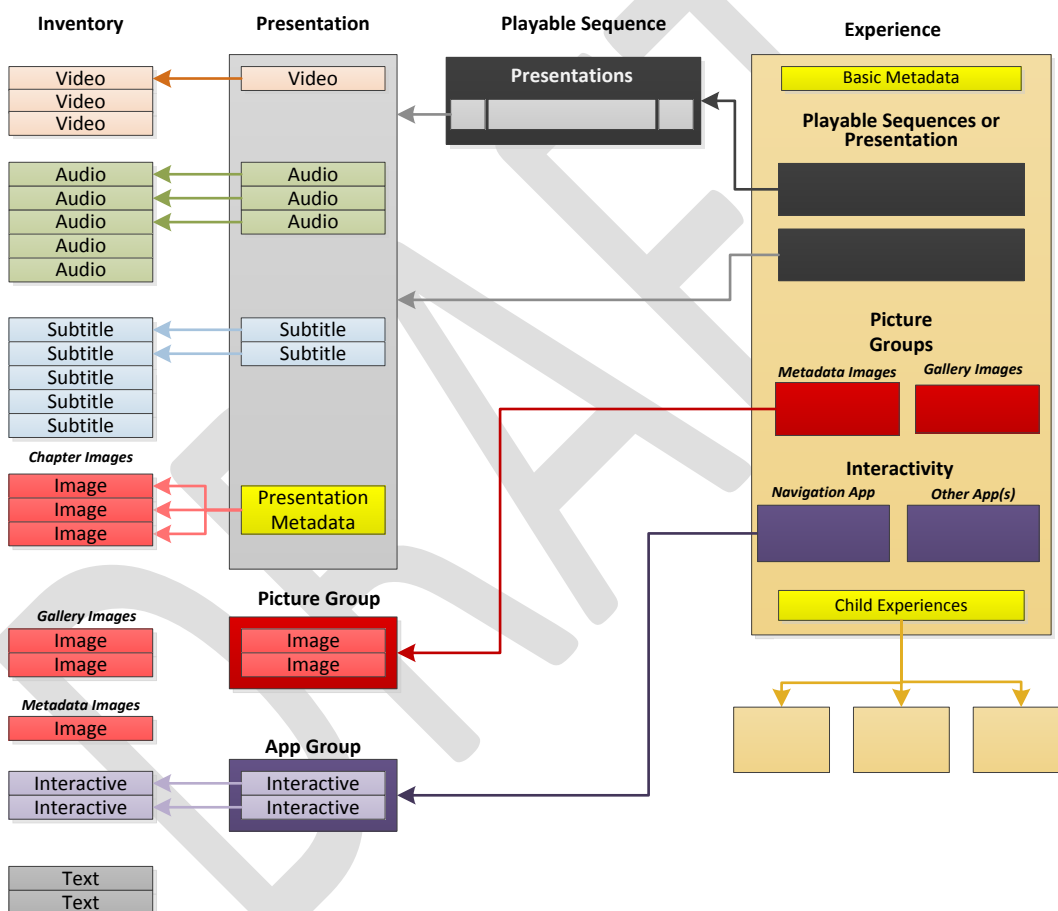 Inventory
Presentation
Playable Sequence
Experience
Video
Video
Video
Audio
Audio
Audio
Audio
Audio
Subtitle
Subtitle
Subtitle
Subtitle
Subtitle
Chapter Images
Image
Image
Image
Gallery Images
Image
Image
Metadata Images
Image
Interactive
Interactive
Text
Text
Video
Audio
Audio
Audio
Subtitle
Subtitle
Presentation
Metadata
Picture Group
Image
Image
App Group
Interactive
Interactive
Presentations
Basic Metadata
Playable Sequences or
Presentation
Picture
Groups
Metadata Images
Gallery Images
Interactivity
Navigation App
Other App(s)
Child Experiences
DRAFT